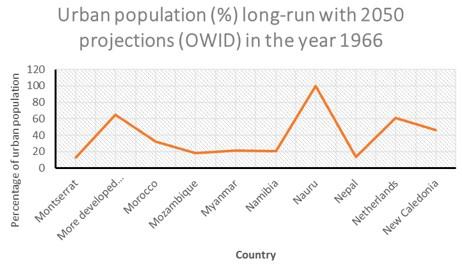 Urban population (%) long-run with 2050
projections (OWID) in the year 1966
Percentage of urban population
120
100
80
60
40
20
0
Montserrat
More developed...
Morocco
Mozambique
Myanmar
Namibia
Nauru
Nepal
Netherlands
New Caledonia
Country